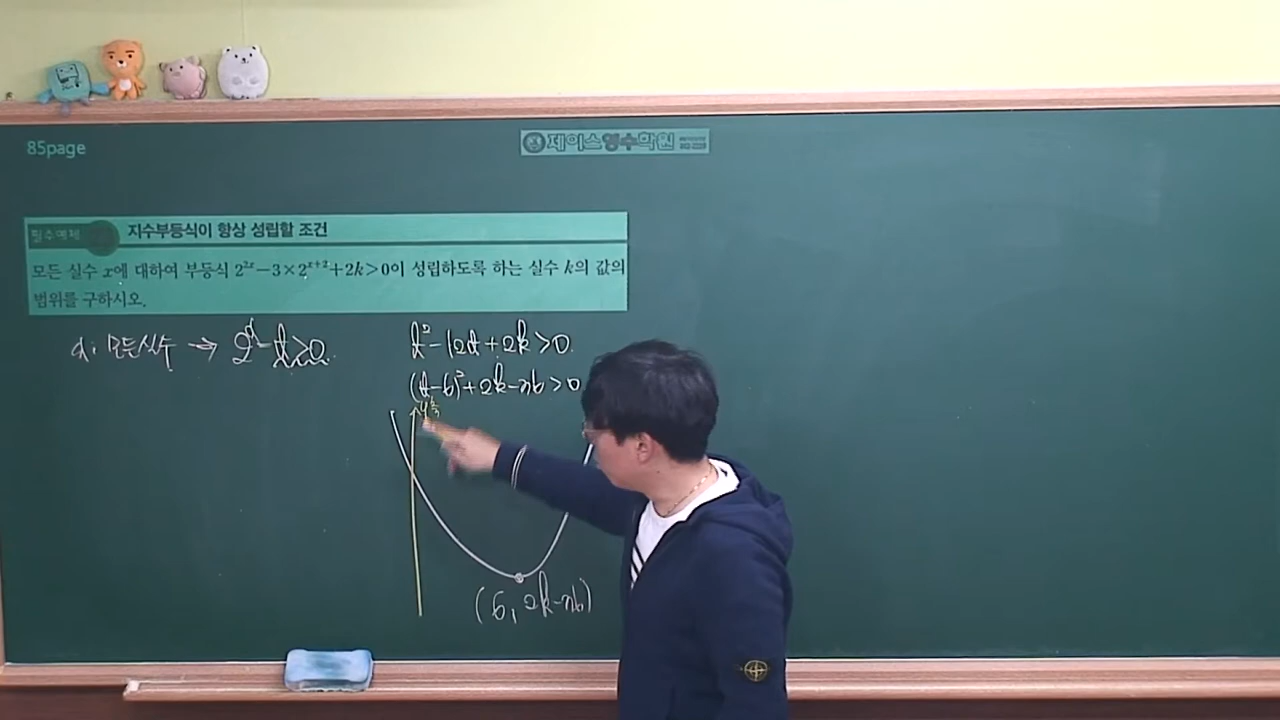 85page
제이스영수학원
필수예제
지수부등식이 항상 성립할 조건
모든 실수 x에 대하여 부등식 2^{2x}-3×2^{x+2}+2k>0이 성립하도록 하는 실수 k의 값의
범위를 구하시오.
x: 모든실수 → 2^x=t>0.
t²-12t+2k>0.
(t-6)²+2k-36>0
y축
(6, 2k-36)